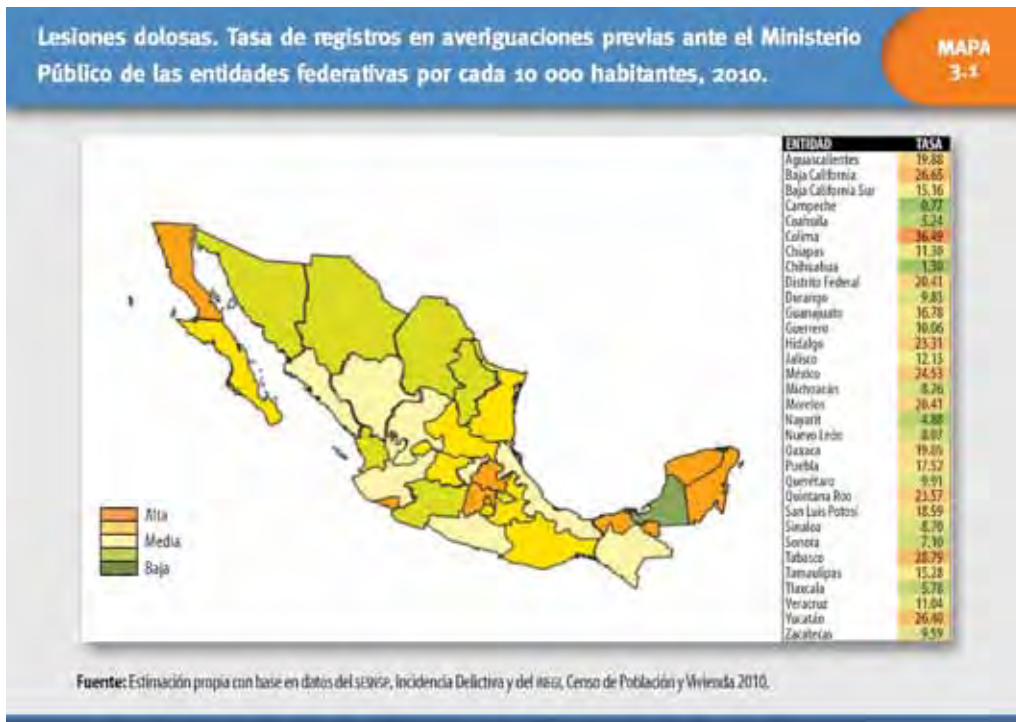 Lesiones dolosas. Tasa de registros en averiguaciones previas ante el Ministerio
Público de las entidades federativas por cada 10 000 habitantes, 2010.
MAPA
3.1
ENTIDAD TASA
Aguascalientes 19.88
Baja California 26.65
Baja California Sur 15.16
Campeche 0.77
Coahuila 5.24
Colima 36.49
Chiapas 11.30
Chihuahua 1.30
Distrito Federal 20.41
Durango 9.83
Guanajuato 16.78
Guerrero 10.06
Hidalgo 23.31
Jalisco 12.13
México 24.53
Michoacán 8.26
Morelos 20.41
Nayarit 4.88
Nuevo León 8.07
Oaxaca
Puebla 17.52
Querétaro 9.91
Quintana Roo 23.57
San Luis Potosí 18.59
Sinaloa 8.70
Sonora 7.10
Tabasco 28.79
Tamaulipas 15.28
Tlaxcala 5.78
Veracruz 11.04
Yucatán 26.40
Zacatecas 9.59
Alta
Media
Baja
Fuente: Estimación propia con base en datos del SESNSP, Incidencia Delictiva y del INEGI, Censo de Población y Vivienda 2010.